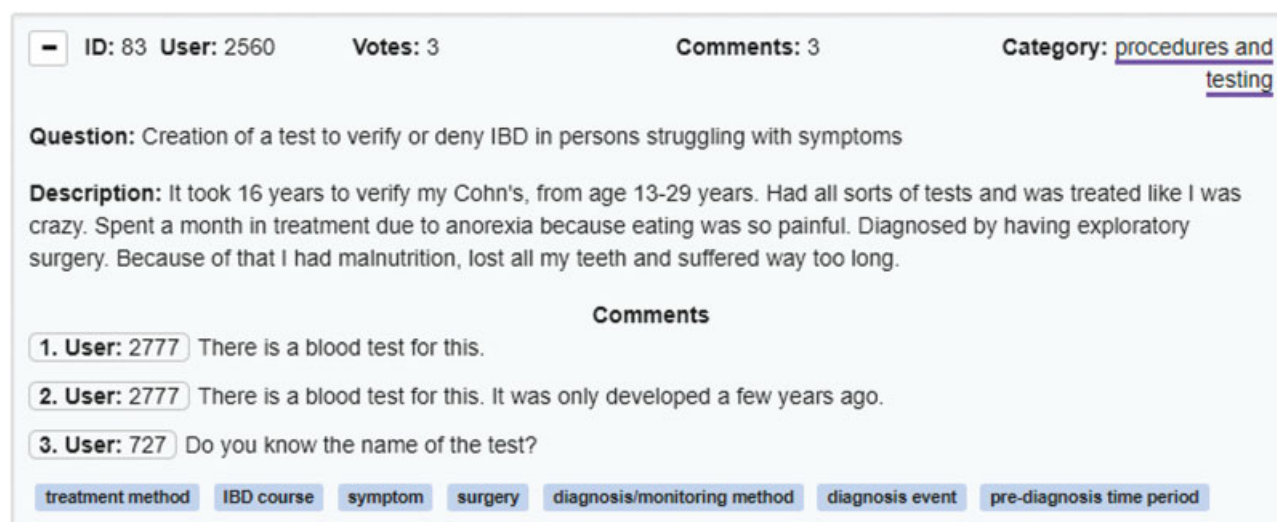 − ID: 83 User: 2560 Votes: 3 Comments: 3 Category: procedures and
testing
Question: Creation of a test to verify or deny IBD in persons struggling with symptoms
Description: It took 16 years to verify my Cohn's, from age 13-29 years. Had all sorts of tests and was treated like I was
crazy. Spent a month in treatment due to anorexia because eating was so painful. Diagnosed by having exploratory
surgery. Because of that I had malnutrition, lost all my teeth and suffered way too long.
Comments
1. User: 2777 There is a blood test for this.
2. User: 2777 There is a blood test for this. It was only developed a few years ago.
3. User: 727 Do you know the name of the test?
treatment method IBD course symptom surgery diagnosis/monitoring method diagnosis event pre-diagnosis time period